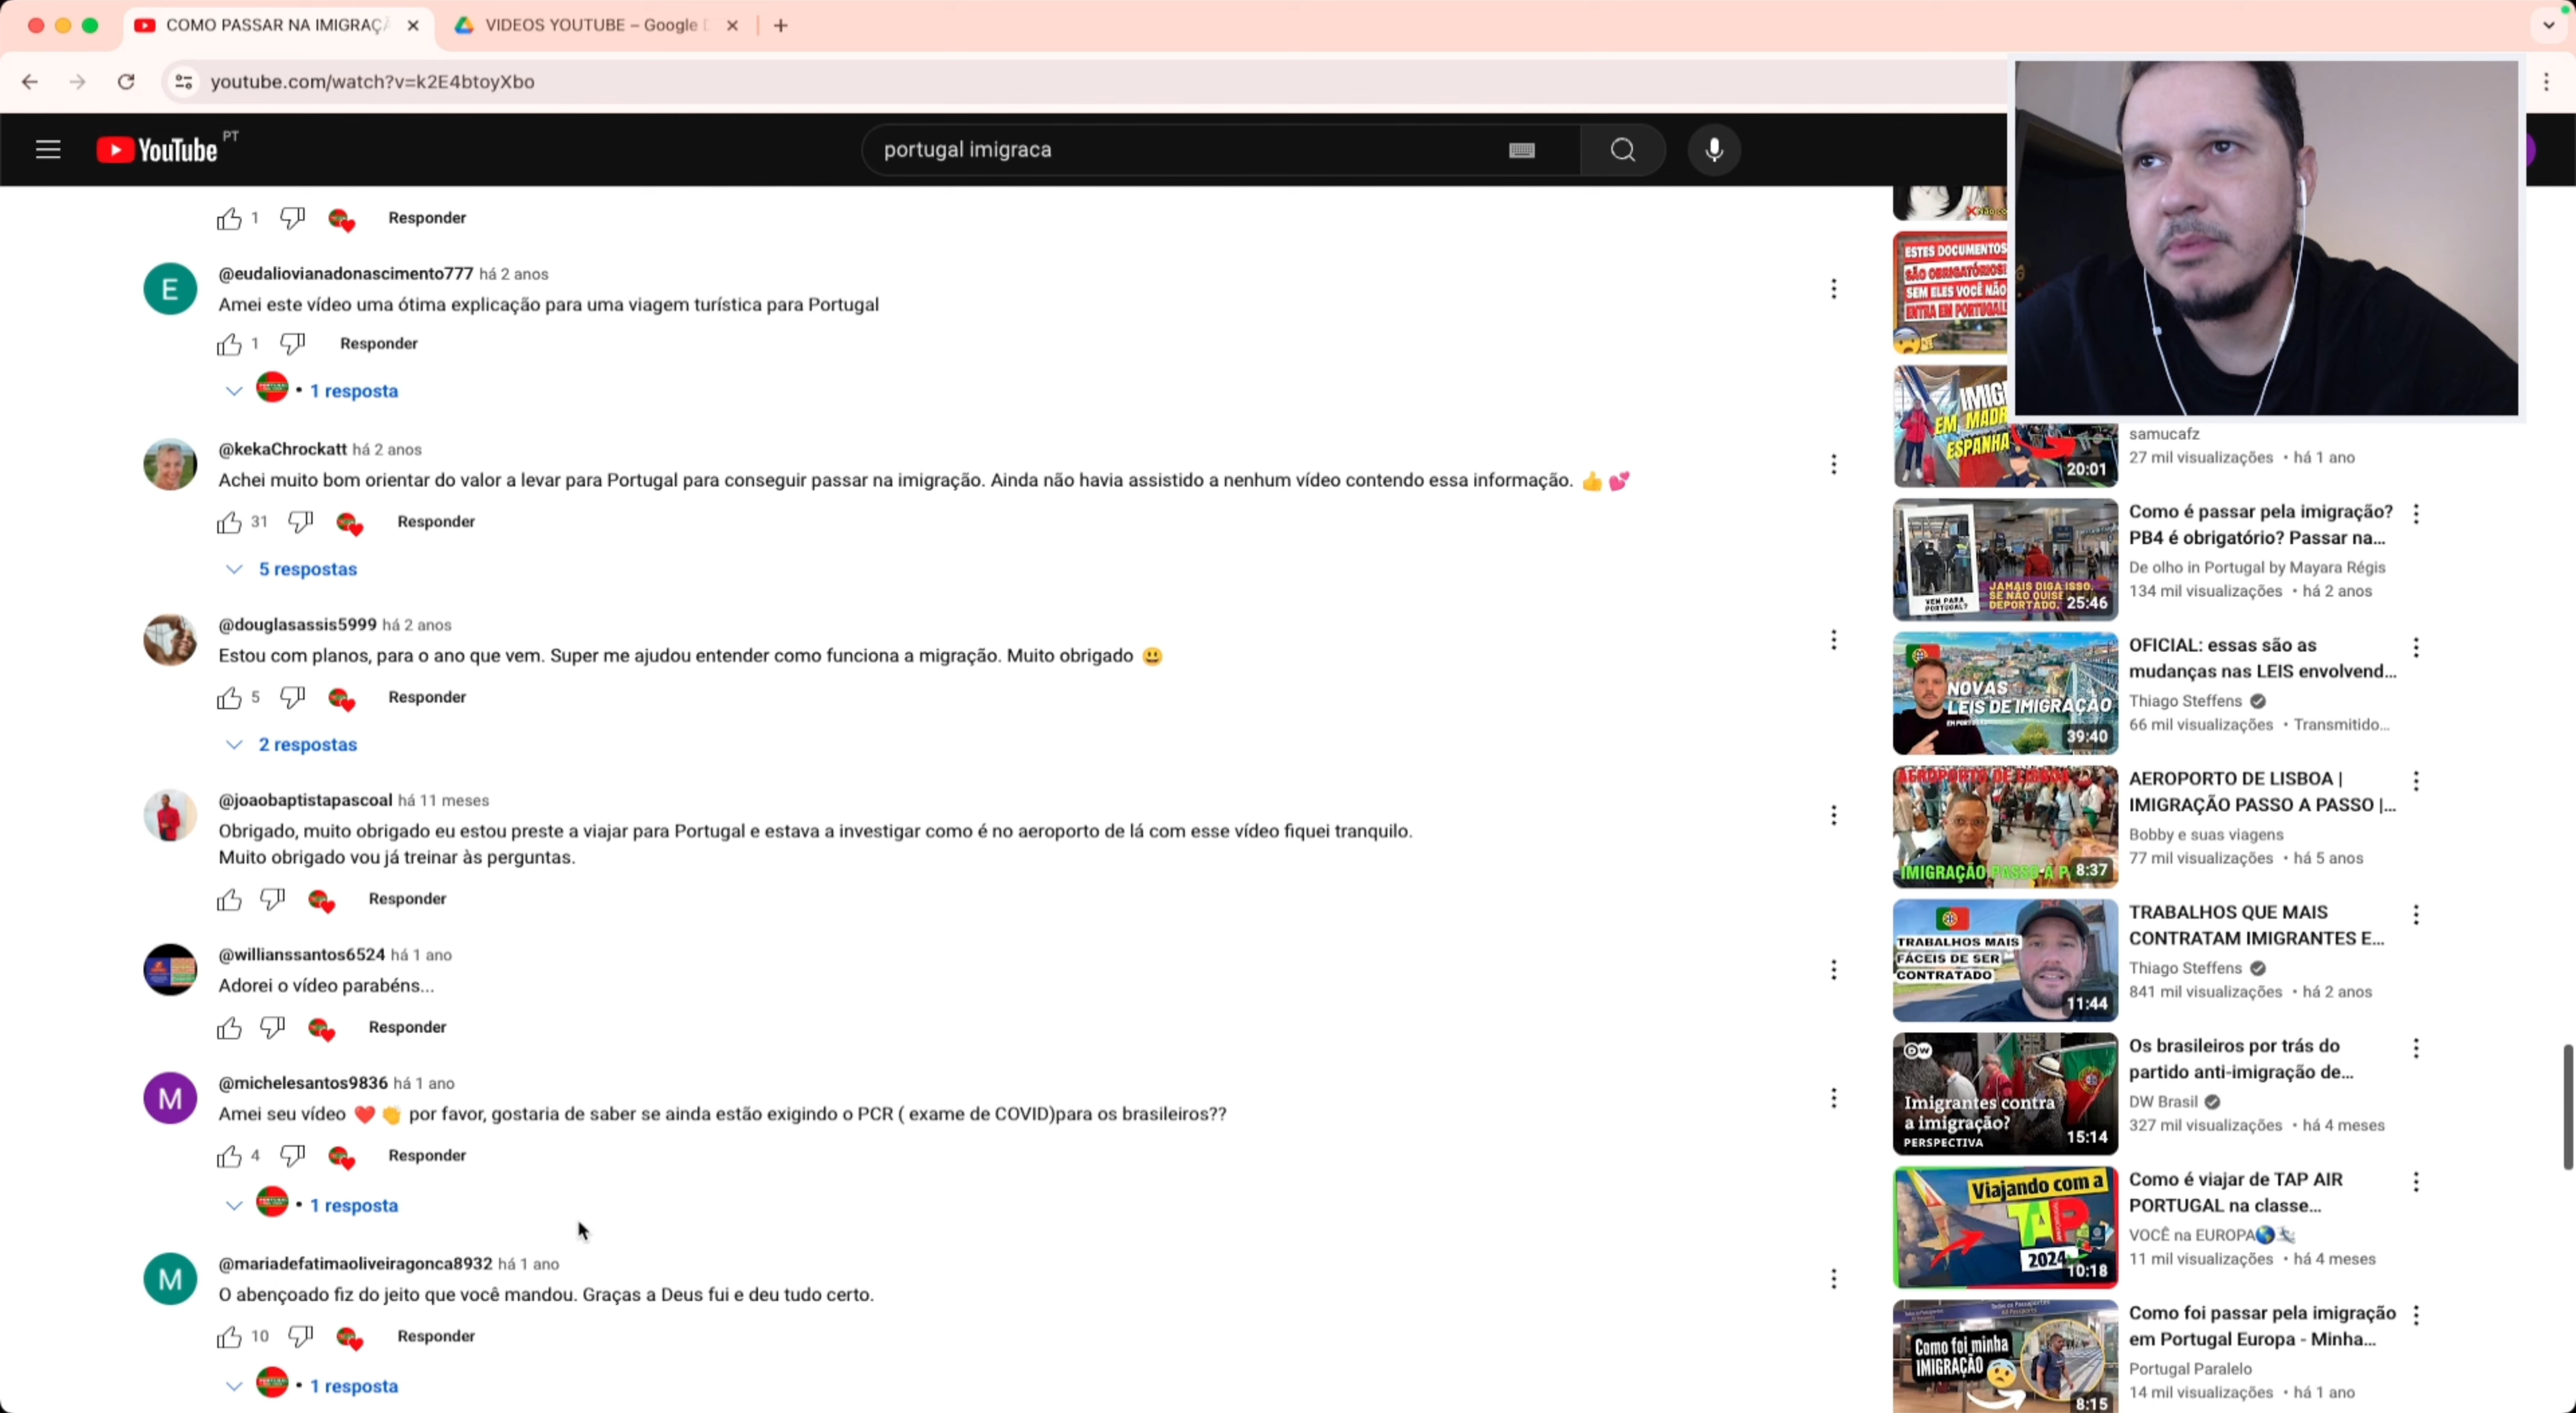 COMO PASSAR NA IMIGRAÇÃ
VIDEOS YOUTUBE – Google D
youtube.com/watch?v=k2E4btoyXbo
YouTube PT
portugal imigraca
1 Responder
@eudaliovianadonascimento777 há 2 anos
E
Amei este vídeo uma ótima explicação para uma viagem turística para Portugal
1 Responder
• 1 resposta
@kekaChrockatt há 2 anos
Achei muito bom orientar do valor a levar para Portugal para conseguir passar na imigração. Ainda não havia assistido a nenhum vídeo contendo essa informação. 👍 💕
31 Responder
5 respostas
@douglasassis5999 há 2 anos
Estou com planos, para o ano que vem. Super me ajudou entender como funciona a migração. Muito obrigado 😃
5 Responder
2 respostas
@joaobaptistapascoal há 11 meses
Obrigado, muito obrigado eu estou preste a viajar para Portugal e estava a investigar como é no aeroporto de lá com esse vídeo fiquei tranquilo.
Muito obrigado vou já treinar às perguntas.
Responder
@willianssantos6524 há 1 ano
Adorei o vídeo parabéns...
Responder
@michelesantos9836 há 1 ano
M
Amei seu vídeo ❤️ 👏 por favor, gostaria de saber se ainda estão exigindo o PCR ( exame de COVID)para os brasileiros??
4 Responder
• 1 resposta
@mariadefatimaoliveiragonca8932 há 1 ano
M
O abençoado fiz do jeito que você mandou. Graças a Deus fui e deu tudo certo.
10 Responder
• 1 resposta
ESTES DOCUMENTOS
SÃO OBRIGATÓRIOS!
SEM ELES VOCÊ NÃO
ENTRA EM PORTUGAL!
EM MADR
ESPANHA
20:01
samucafz
27 mil visualizações • há 1 ano
VEM PARA
PORTUGAL?
JAMAIS DIGA ISSO.
SE NÃO QUISE
DEPORTADO.
25:46
Como é passar pela imigração?
PB4 é obrigatório? Passar na...
De olho in Portugal by Mayara Régis
134 mil visualizações • há 2 anos
NOVAS
LEIS DE IMIGRAÇÃO
39:40
OFICIAL: essas são as
mudanças nas LEIS envolvend...
Thiago Steffens
66 mil visualizações • Transmitido...
AEROPORTO DE LISBOA
IMIGRAÇÃO PASSO A P
8:37
AEROPORTO DE LISBOA |
IMIGRAÇÃO PASSO A PASSO |...
Bobby e suas viagens
77 mil visualizações • há 5 anos
TRABALHOS MAIS
FÁCEIS DE SER
CONTRATADO
11:44
TRABALHOS QUE MAIS
CONTRATAM IMIGRANTES E...
Thiago Steffens
841 mil visualizações • há 2 anos
DW
Imigrantes contra
a imigração?
PERSPECTIVA
15:14
Os brasileiros por trás do
partido anti-imigração de...
DW Brasil
327 mil visualizações • há 4 meses
Viajando com a
TAP
2024
10:18
Como é viajar de TAP AIR
PORTUGAL na classe...
VOCÊ na EUROPA🌎
11 mil visualizações • há 4 meses
Como foi minha
IMIGRAÇÃO
8:15
Como foi passar pela imigração
em Portugal Europa - Minha...
Portugal Paralelo
14 mil visualizações • há 1 ano